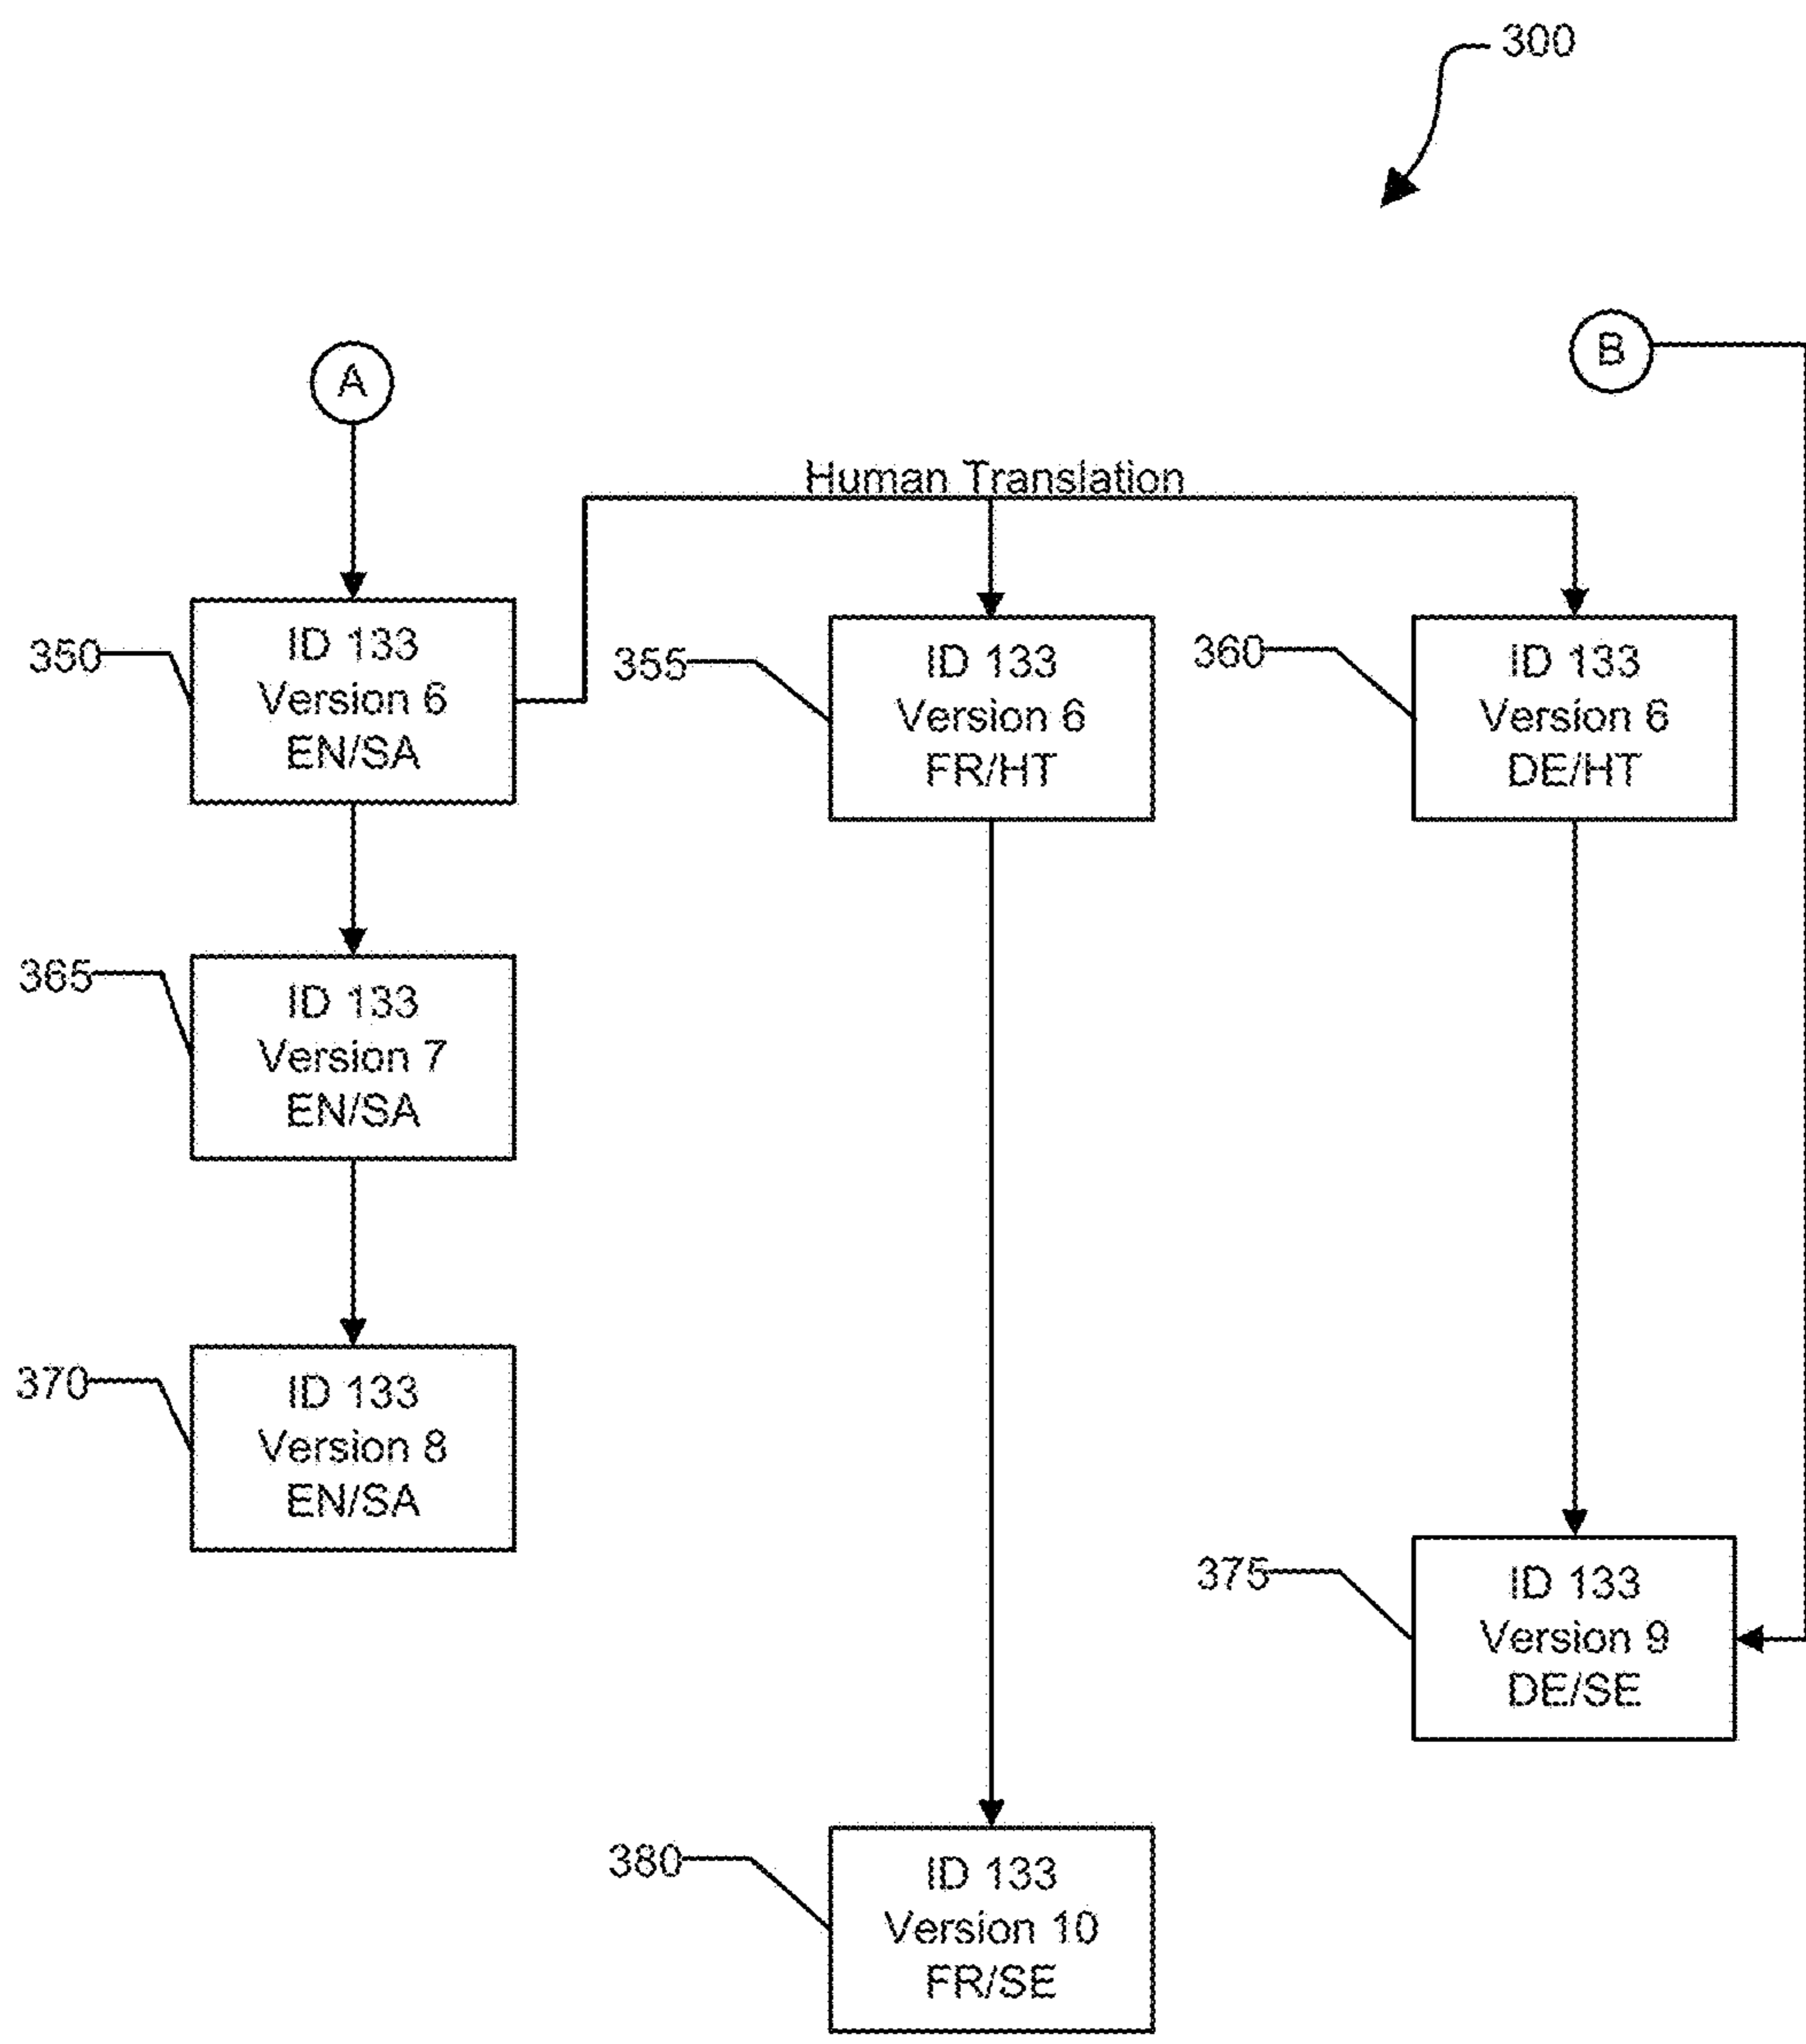 300
A
B
Human Translation
350
ID 133
Version 6
EN/SA
355
ID 133
Version 6
FR/HT
360
ID 133
Version 6
DE/HT
365
ID 133
Version 7
EN/SA
370
ID 133
Version 8
EN/SA
375
ID 133
Version 9
DE/SE
380
ID 133
Version 10
FR/SE